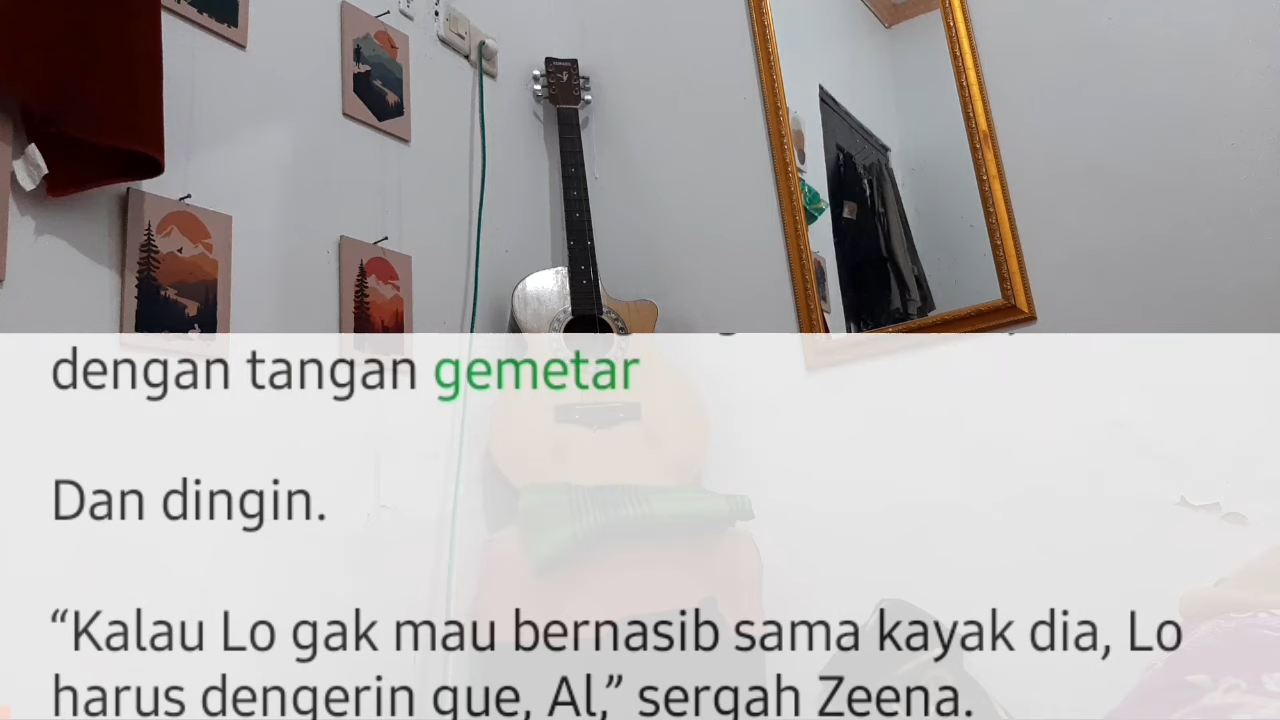 dengan tangan gemetar
Dan dingin.
“Kalau Lo gak mau bernasib sama kayak dia, Lo
harus dengerin gue, Al,” sergah Zeena.